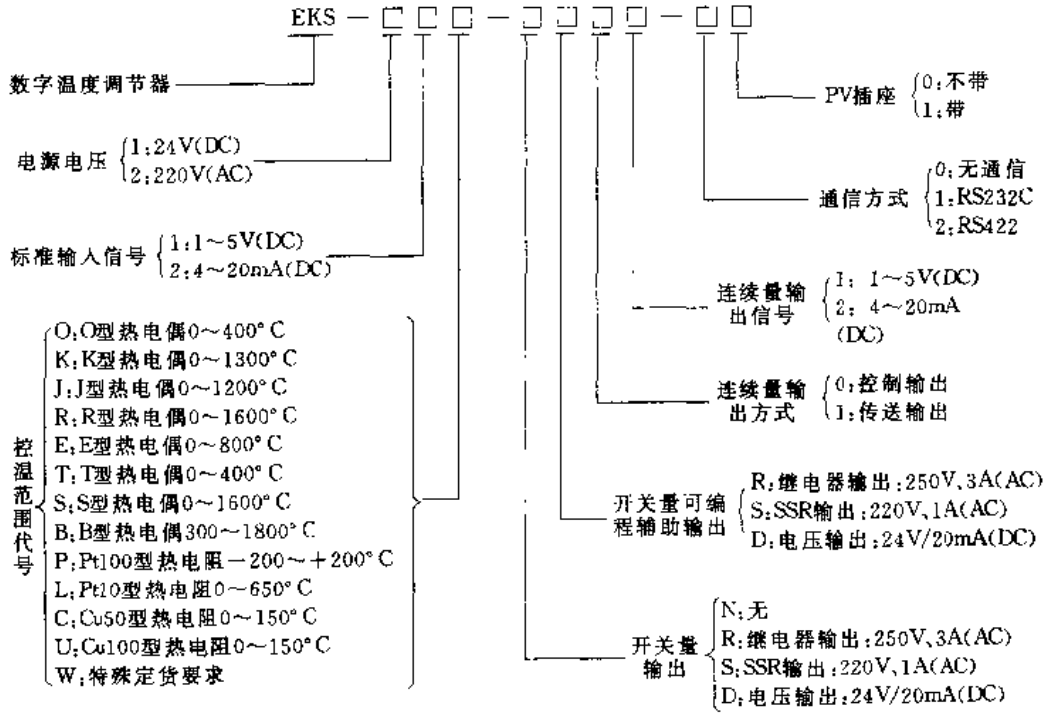 EKS－□□□－□□□□－□□
数字温度调节器
PV插座
0:不带
1:带
电源电压
1:24V(DC)
2:220V(AC)
通信方式
0:无通信
1:RS232C
2:RS422
标准输入信号
1:1～5V(DC)
2:4～20mA(DC)
连续量输
出信号
1: 1～5V(DC)
2: 4～20mA
(DC)
控温范围代号
O:O型热电偶0～400°C
K:K型热电偶0～1300°C
J:J型热电偶0～1200°C
R:R型热电偶0～1600°C
E:E型热电偶0～800°C
T:T型热电偶0～400°C
S:S型热电偶0～1600°C
B:B型热电偶300～1800°C
P:Pt100型热电阻－200～＋200°C
L:Pt10型热电阻0～650°C
C:Cu50型热电阻0～150°C
U:Cu100型热电阻0～150°C
W:特殊定货要求
连续量输
出方式
0:控制输出
1:传送输出
开关量可编
程辅助输出
R:继电器输出:250V、3A(AC)
S:SSR输出:220V、1A(AC)
D:电压输出:24V/20mA(DC)
开关量
输出
N:无
R:继电器输出:250V、3A(AC)
S:SSR输出:220V、1A(AC)
D:电压输出:24V/20mA(DC)